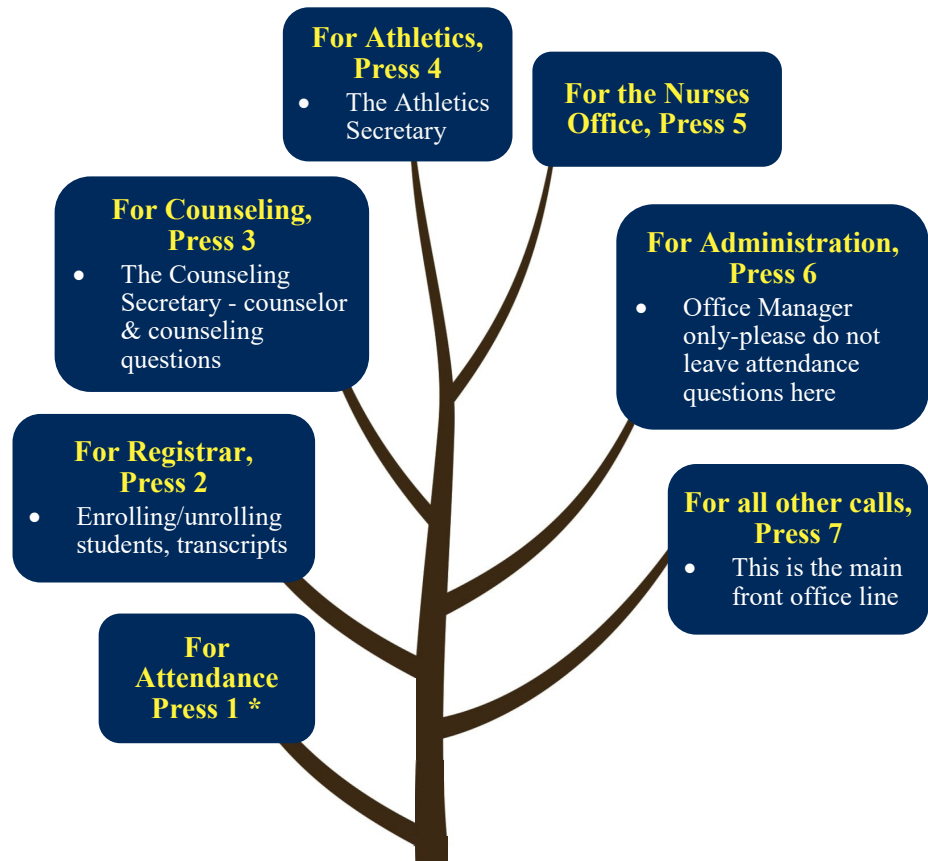 For Athletics,
Press 4
• The Athletics
Secretary
For the Nurses
Office, Press 5
For Counseling,
Press 3
• The Counseling
Secretary - counselor
& counseling
questions
For Administration,
Press 6
• Office Manager
only-please do not
leave attendance
questions here
For Registrar,
Press 2
• Enrolling/unrolling
students, transcripts
For all other calls,
Press 7
• This is the main
front office line
For
Attendance
Press 1 *